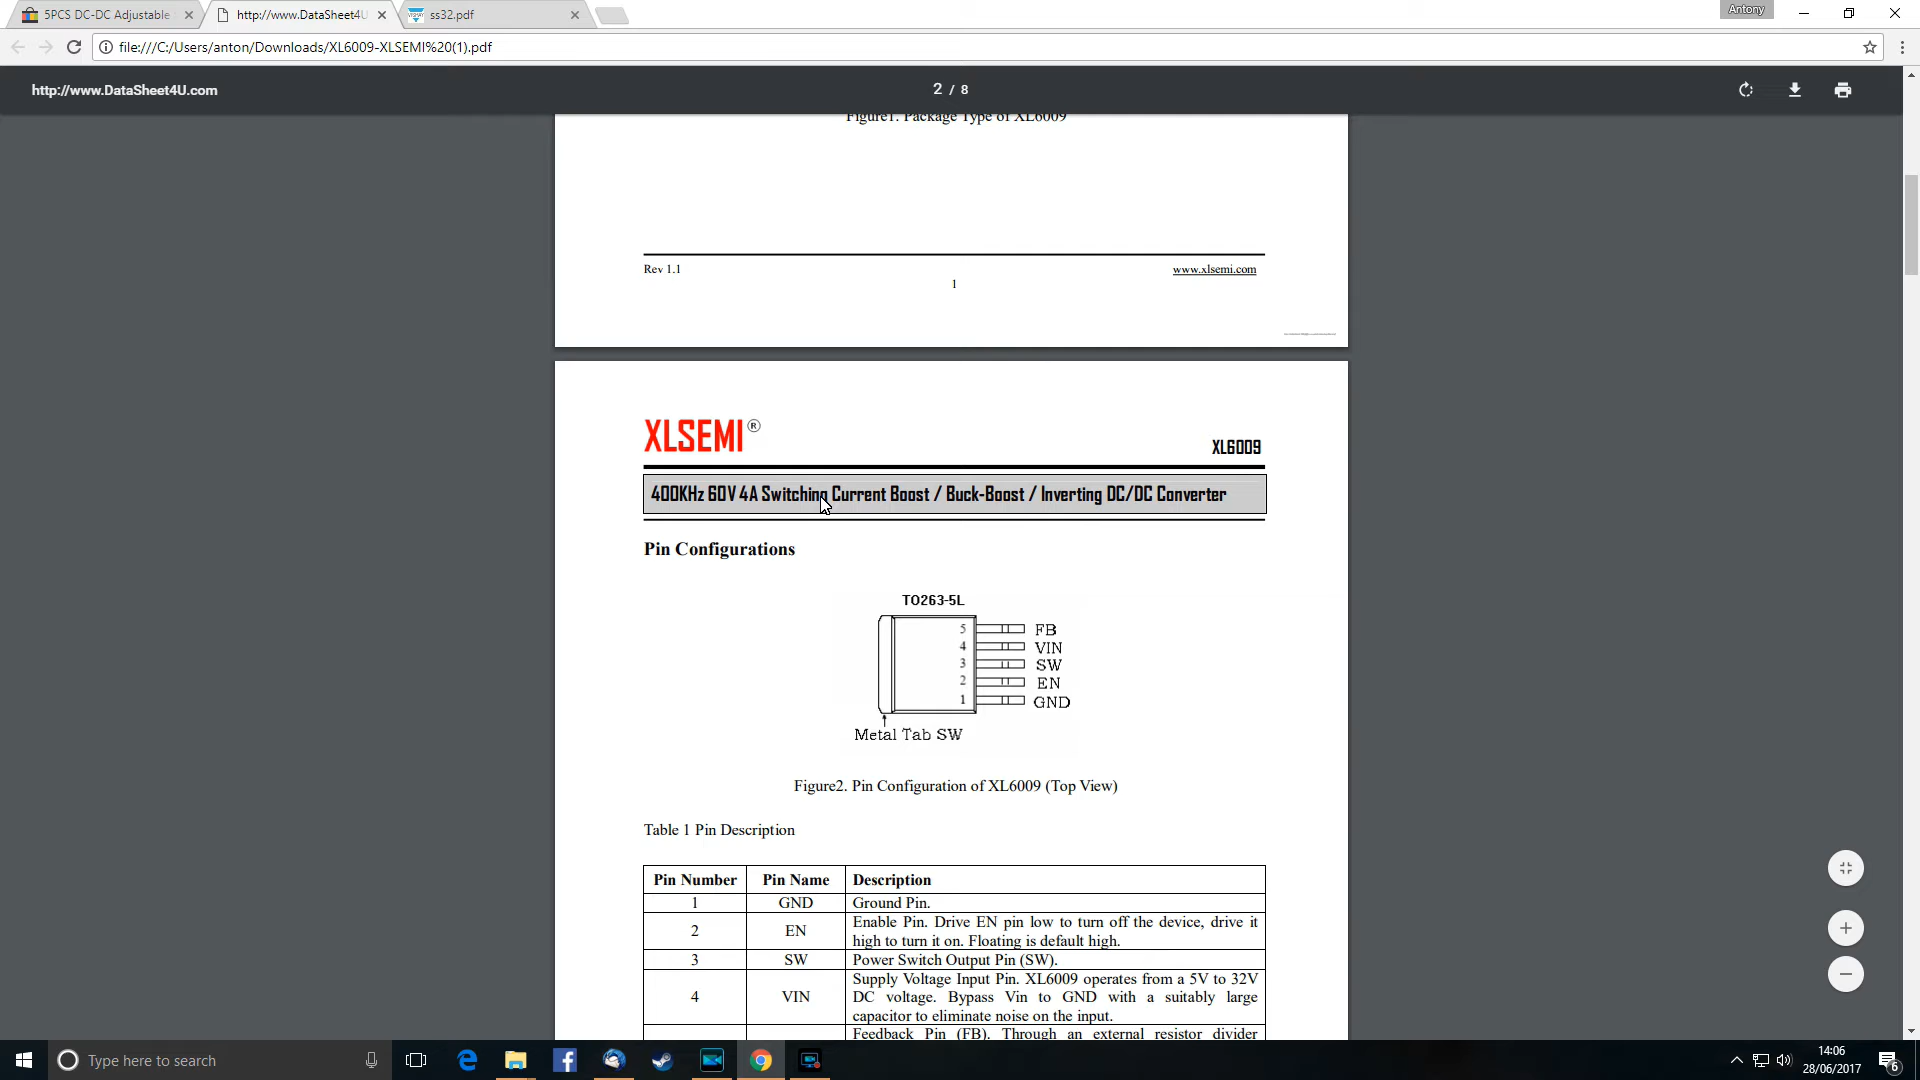 5PCS DC-DC Adjustable
http://www.DataSheet4U
ss32.pdf
Antony
file:///C:/Users/anton/Downloads/XL6009-XLSEMI%20(1).pdf
http://www.DataSheet4U.com
2 / 8
Figure1. Package Type of XL6009
Rev 1.1
www.xlsemi.com
1
XLSEMI®
XL6009
400KHz 60V 4A Switching Current Boost / Buck-Boost / Inverting DC/DC Converter
Pin Configurations
TO263-5L
5 FB
4 VIN
3 SW
2 EN
1 GND
Metal Tab SW
Figure2. Pin Configuration of XL6009 (Top View)
Table 1 Pin Description
Pin Number Pin Name Description
1 GND Ground Pin.
2 EN Enable Pin. Drive EN pin low to turn off the device, drive it
high to turn it on. Floating is default high.
3 SW Power Switch Output Pin (SW).
4 VIN Supply Voltage Input Pin. XL6009 operates from a 5V to 32V
DC voltage. Bypass Vin to GND with a suitably large
capacitor to eliminate noise on the input.
Feedback Pin (FB). Through an external resistor divider
Type here to search
14:06
28/06/2017
6